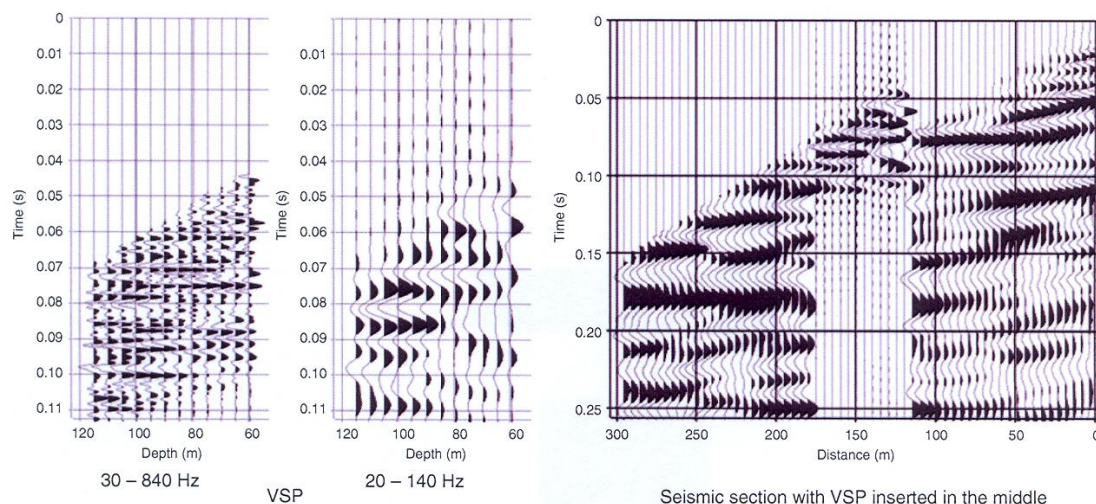 0
0.01
0.02
0.03
0.04
0.05
0.06
0.07
0.08
0.09
0.10
0.11
Time (s)
120 100 80 60
Depth (m)
30 – 840 Hz
0
0.01
0.02
0.03
0.04
0.05
0.06
0.07
0.08
0.09
0.10
0.11
Time (s)
120 100 80 60
Depth (m)
20 – 140 Hz
VSP
0
0.05
0.10
0.15
0.20
0.25
Time (s)
300 250 200 150 100 50 0
Distance (m)
Seismic section with VSP inserted in the middle